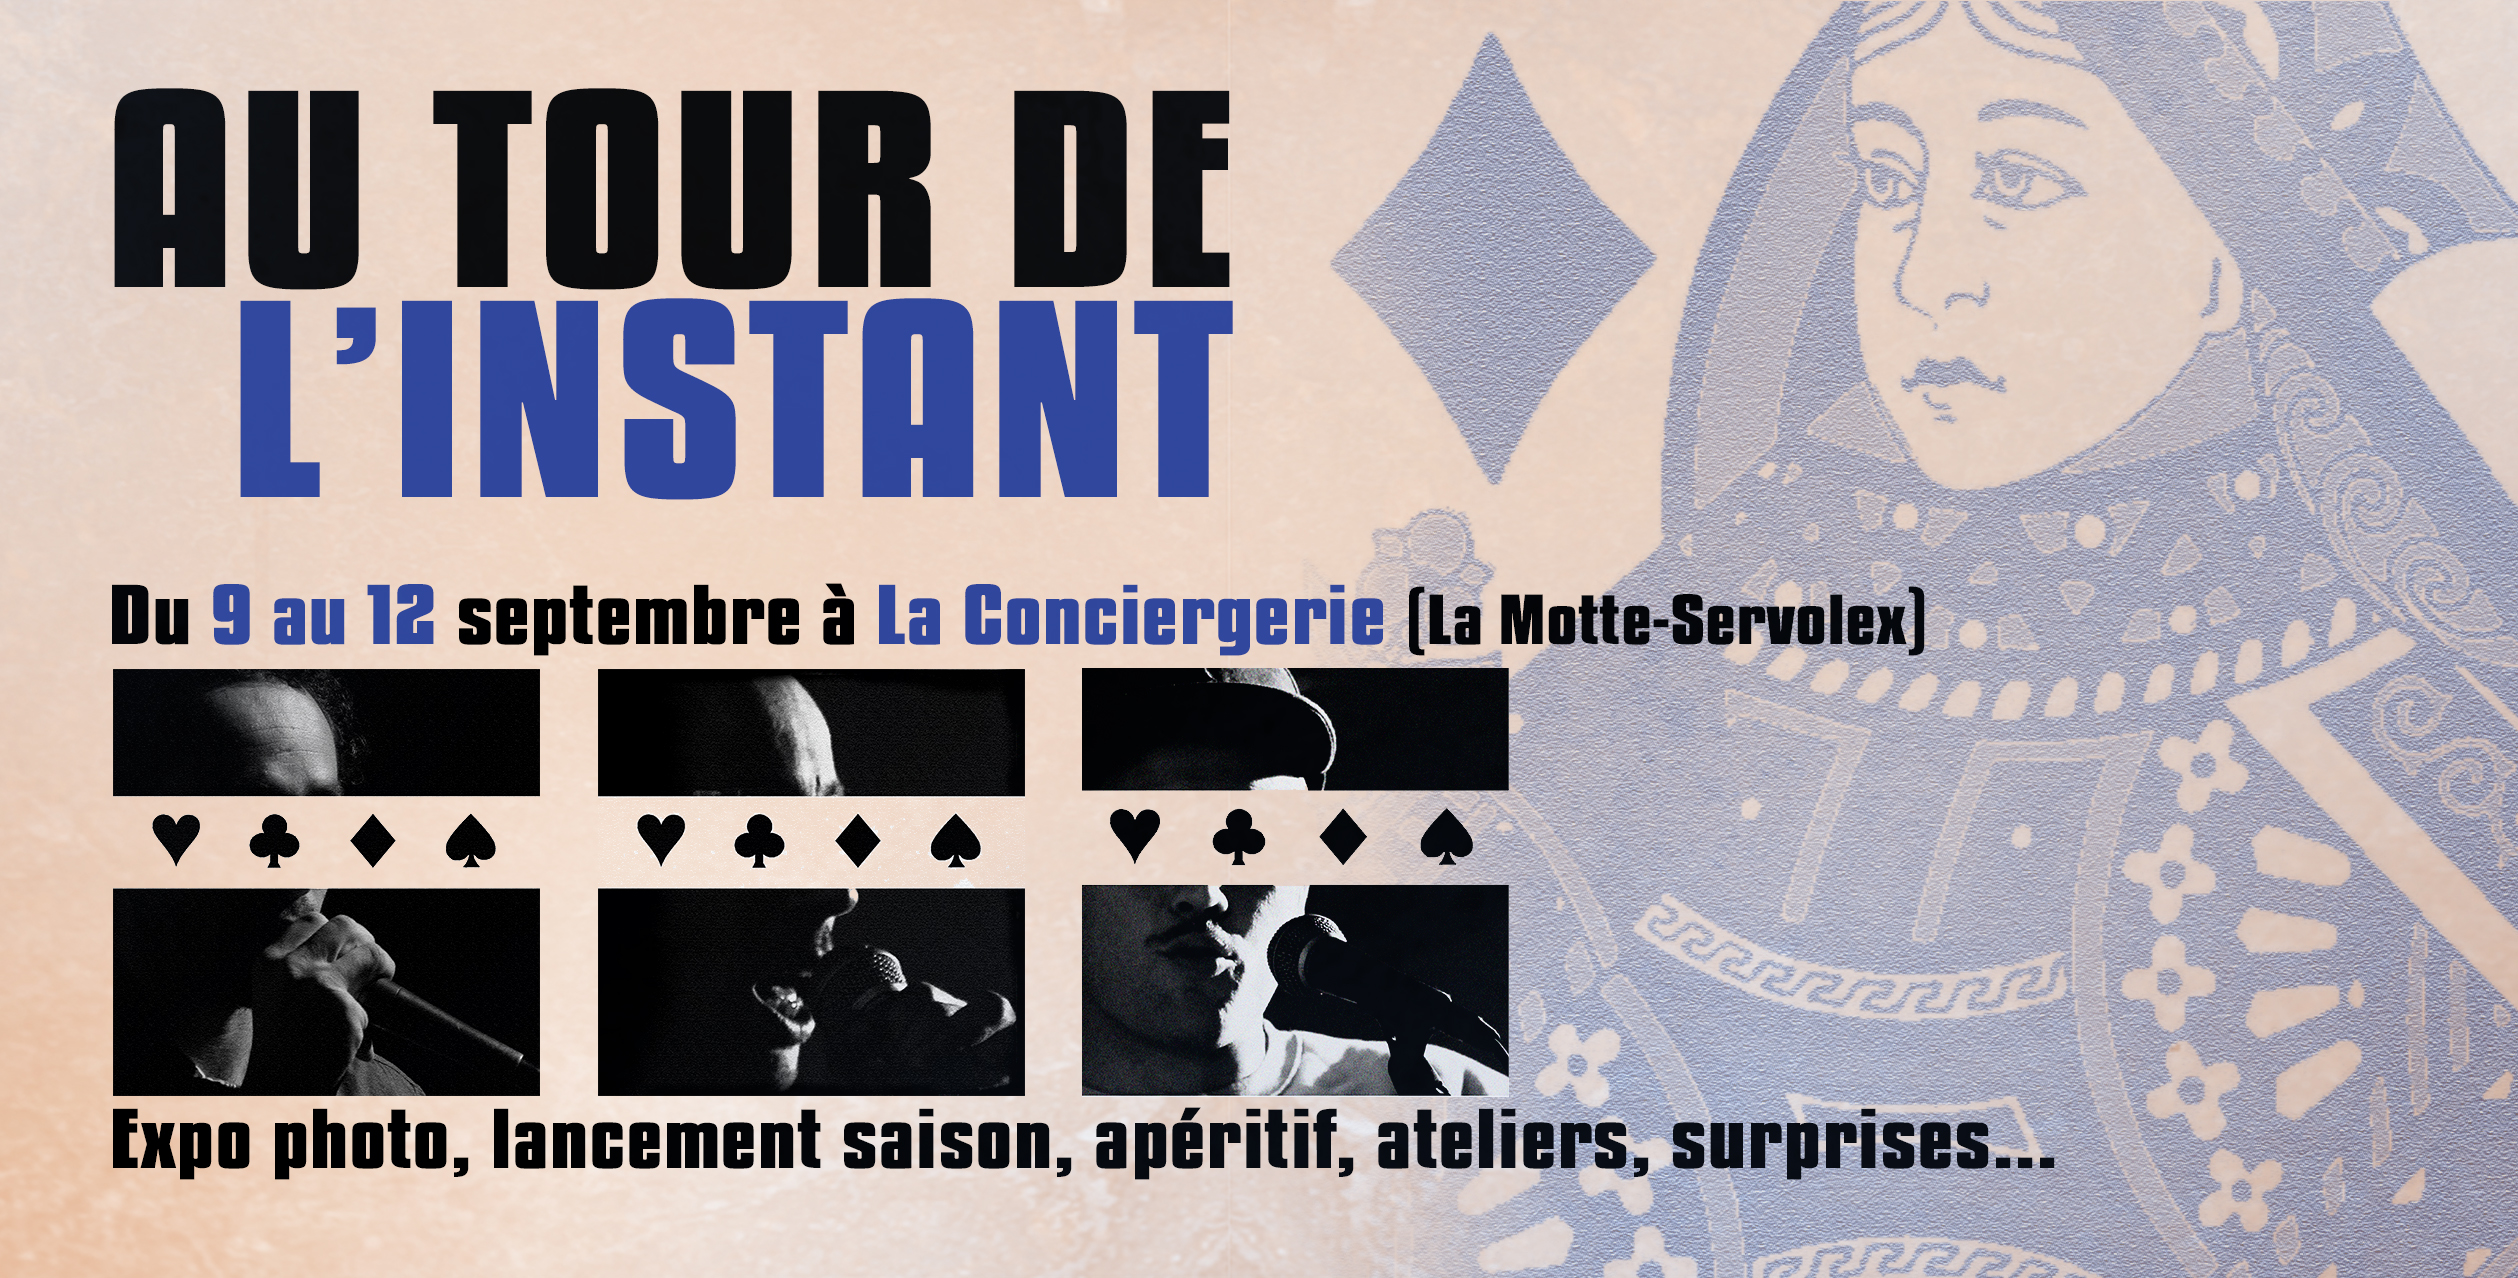 AU TOUR DE
L’INSTANT
Du 9 au 12 septembre à La Conciergerie (La Motte-Servolex)
Expo photo, lancement saison, apéritif, ateliers, surprises...